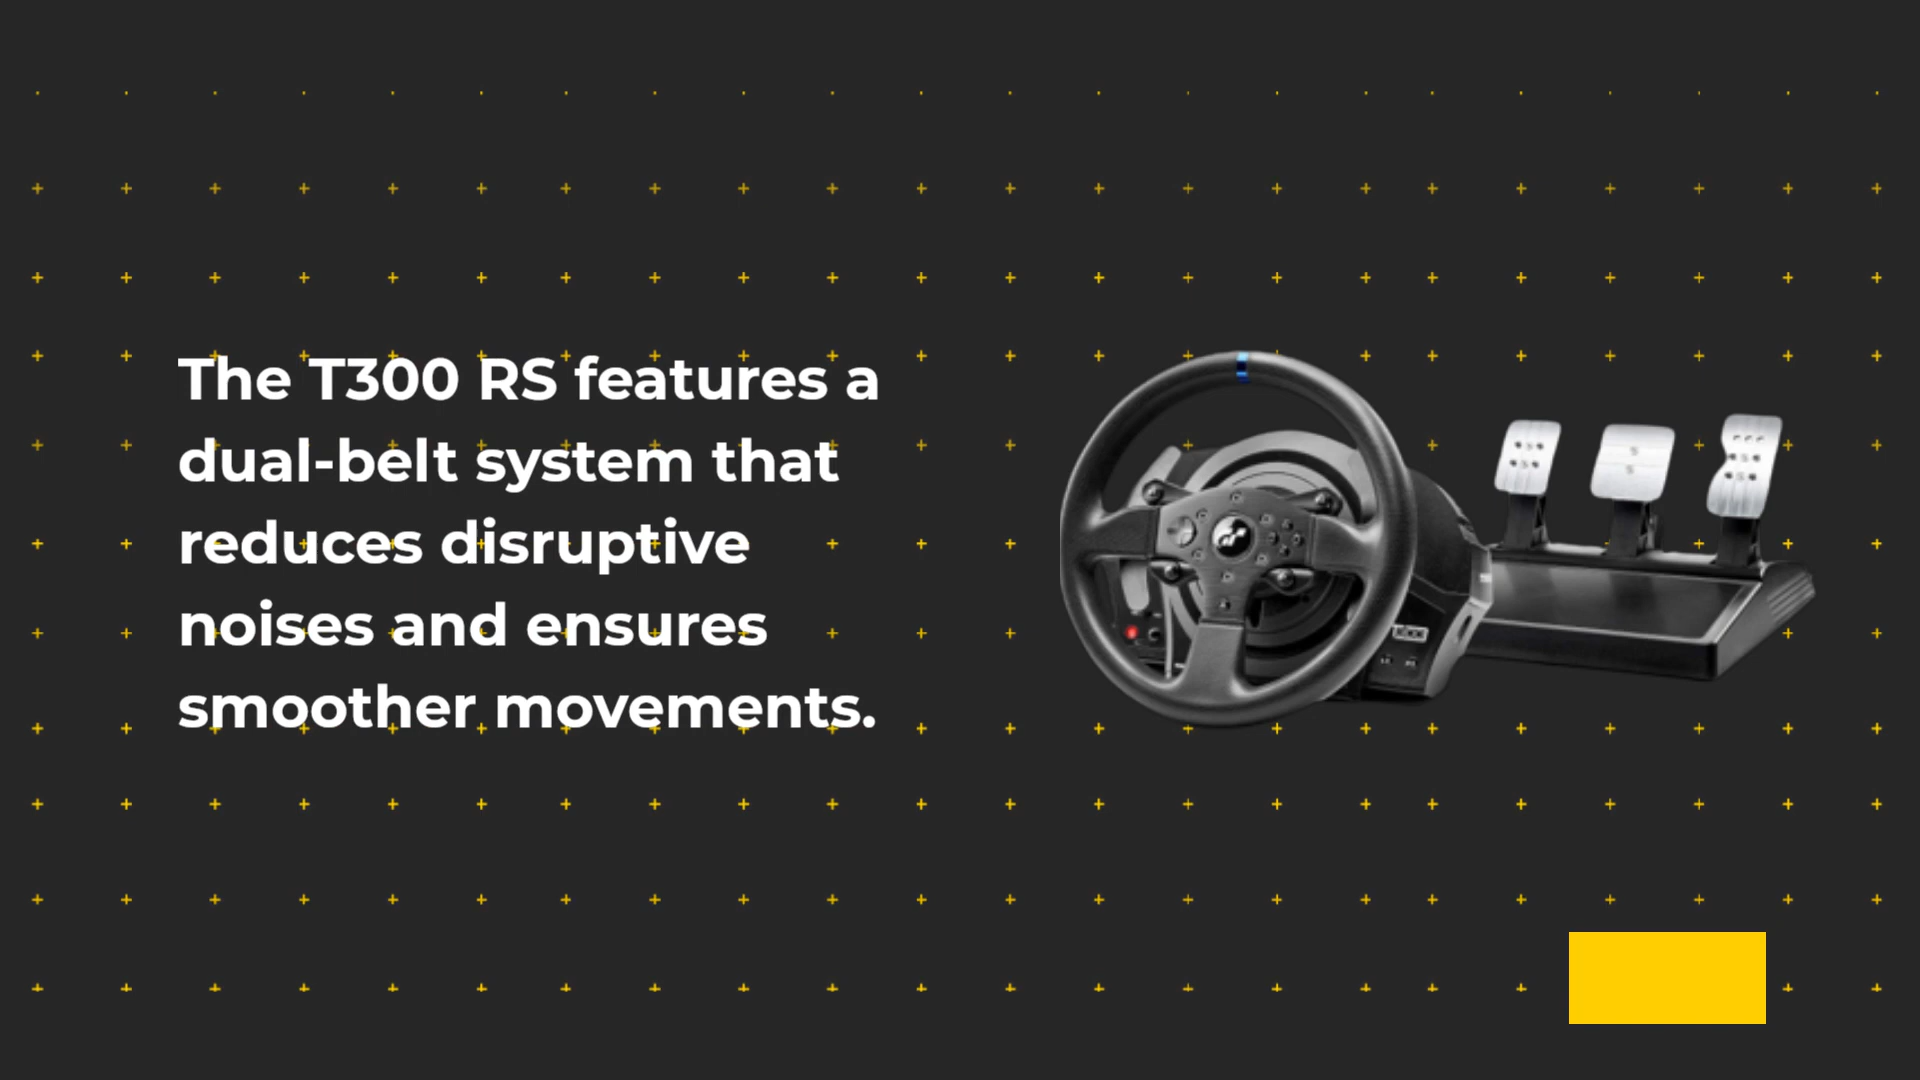 The T300 RS features a
dual-belt system that
reduces disruptive
noises and ensures
smoother movements.